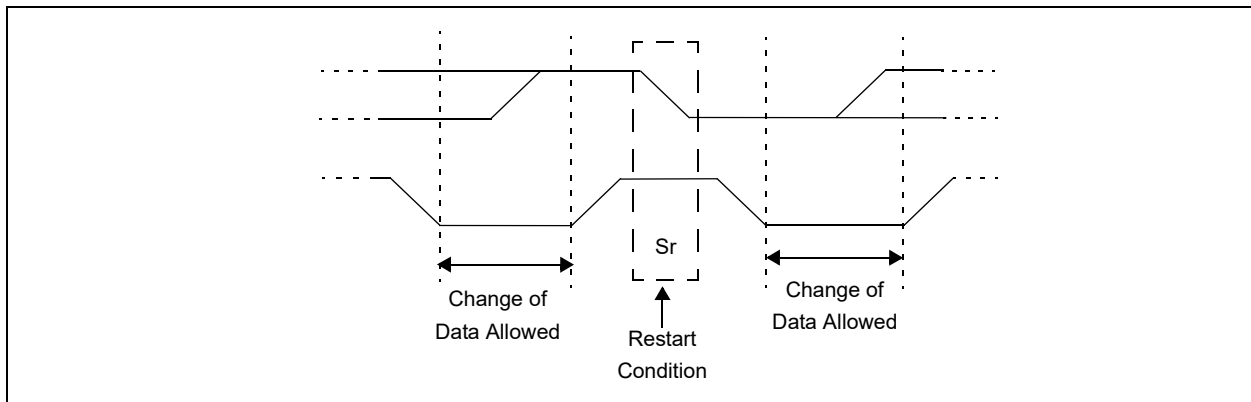 Sr
Change of
Data Allowed
Restart
Condition
Change of
Data Allowed